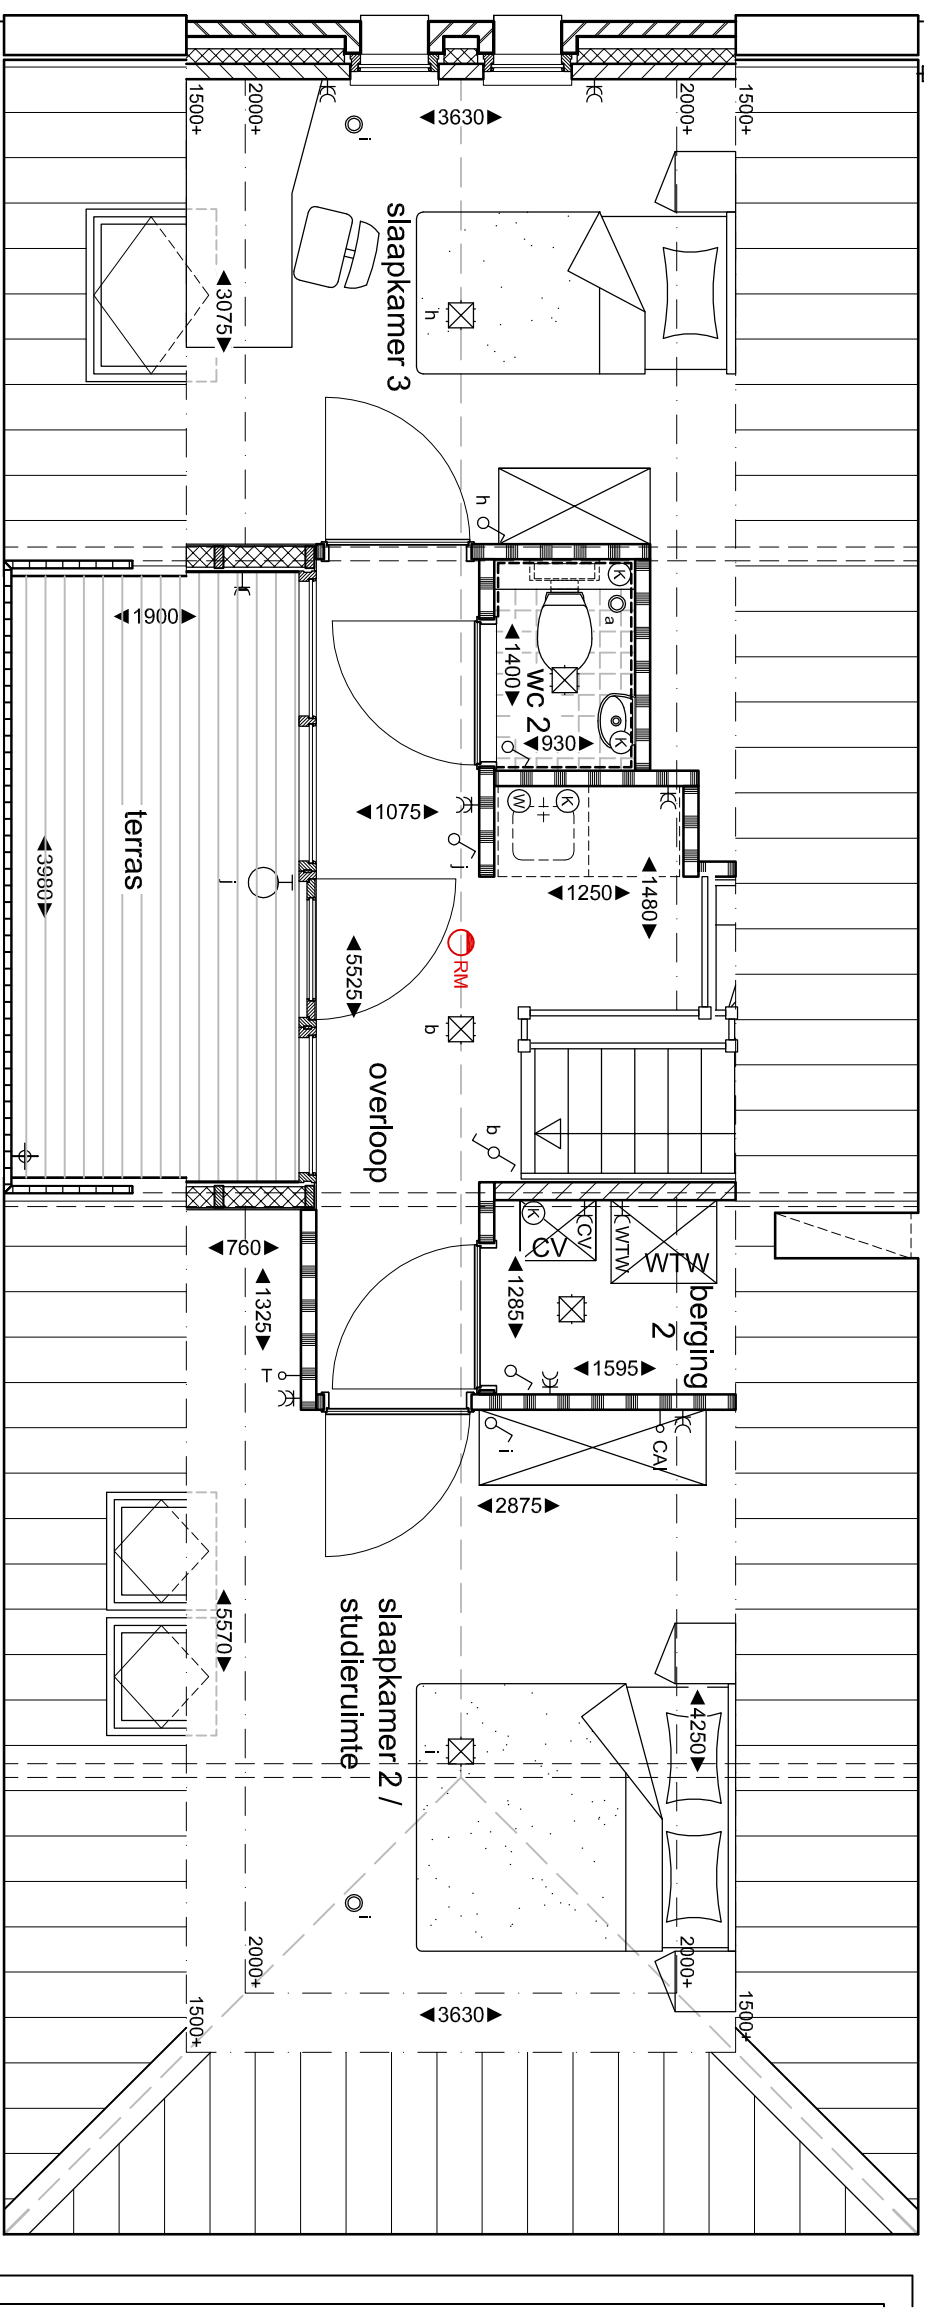 1500+
2000+
3630
2000+
1500+
i
slaapkamer 3
3075
h
h
K
a
1900
1400
wc 2
930
K
1075
W
K
j
1250
1480
terras
3980
j
5525
RM
b
overloop
b
K
CV
CV
WTW
WTW
760
1325
1285
berging
2
1595
T
i
CAI
2875
slaapkamer 2 /
studieruimte
5570
4250
i
i
2000+
2000+
1500+
1500+
3630